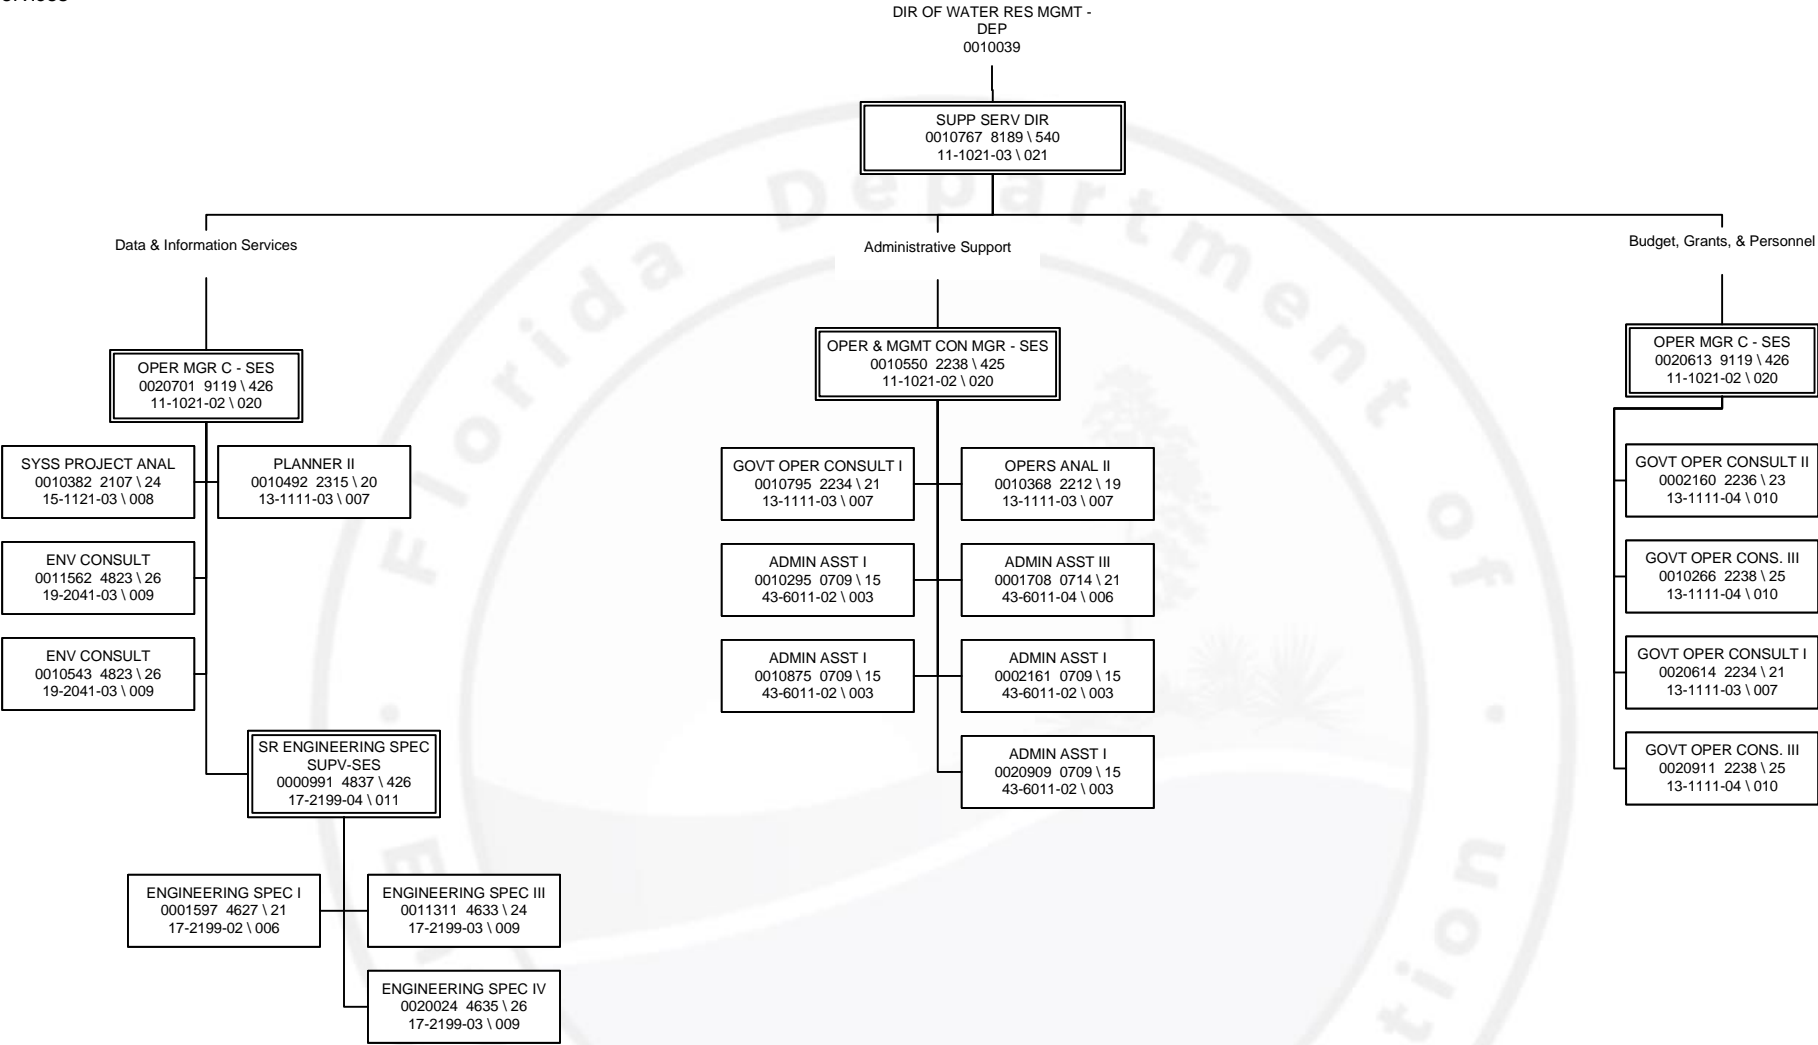 DIR OF WATER RES MGMT -
DEP
0010039
SUPP SERV DIR
0010767 8189 \ 540
11-1021-03 \ 021
Data & Information Services
OPER MGR C - SES
0020701 9119 \ 426
11-1021-02 \ 020
SYSS PROJECT ANAL
0010382 2107 \ 24
15-1121-03 \ 008
PLANNER II
0010492 2315 \ 20
13-1111-03 \ 007
ENV CONSULT
0011562 4823 \ 26
19-2041-03 \ 009
ENV CONSULT
0010543 4823 \ 26
19-2041-03 \ 009
SR ENGINEERING SPEC
SUPV-SES
0000991 4837 \ 426
17-2199-04 \ 011
ENGINEERING SPEC I
0001597 4627 \ 21
17-2199-02 \ 006
ENGINEERING SPEC III
0011311 4633 \ 24
17-2199-03 \ 009
ENGINEERING SPEC IV
0020024 4635 \ 26
17-2199-03 \ 009
Administrative Support
OPER & MGMT CON MGR - SES
0010550 2238 \ 425
11-1021-02 \ 020
GOVT OPER CONSULT I
0010795 2234 \ 21
13-1111-03 \ 007
OPERS ANAL II
0010368 2212 \ 19
13-1111-03 \ 007
ADMIN ASST I
0010295 0709 \ 15
43-6011-02 \ 003
ADMIN ASST III
0001708 0714 \ 21
43-6011-04 \ 006
ADMIN ASST I
0010875 0709 \ 15
43-6011-02 \ 003
ADMIN ASST I
0002161 0709 \ 15
43-6011-02 \ 003
ADMIN ASST I
0020909 0709 \ 15
43-6011-02 \ 003
Budget, Grants, & Personnel
OPER MGR C - SES
0020613 9119 \ 426
11-1021-02 \ 020
GOVT OPER CONSULT II
0002160 2236 \ 23
13-1111-04 \ 010
GOVT OPER CONS. III
0010266 2238 \ 25
13-1111-04 \ 010
GOVT OPER CONSULT I
0020614 2234 \ 21
13-1111-03 \ 007
GOVT OPER CONS. III
0020911 2238 \ 25
13-1111-04 \ 010
Florida Department of